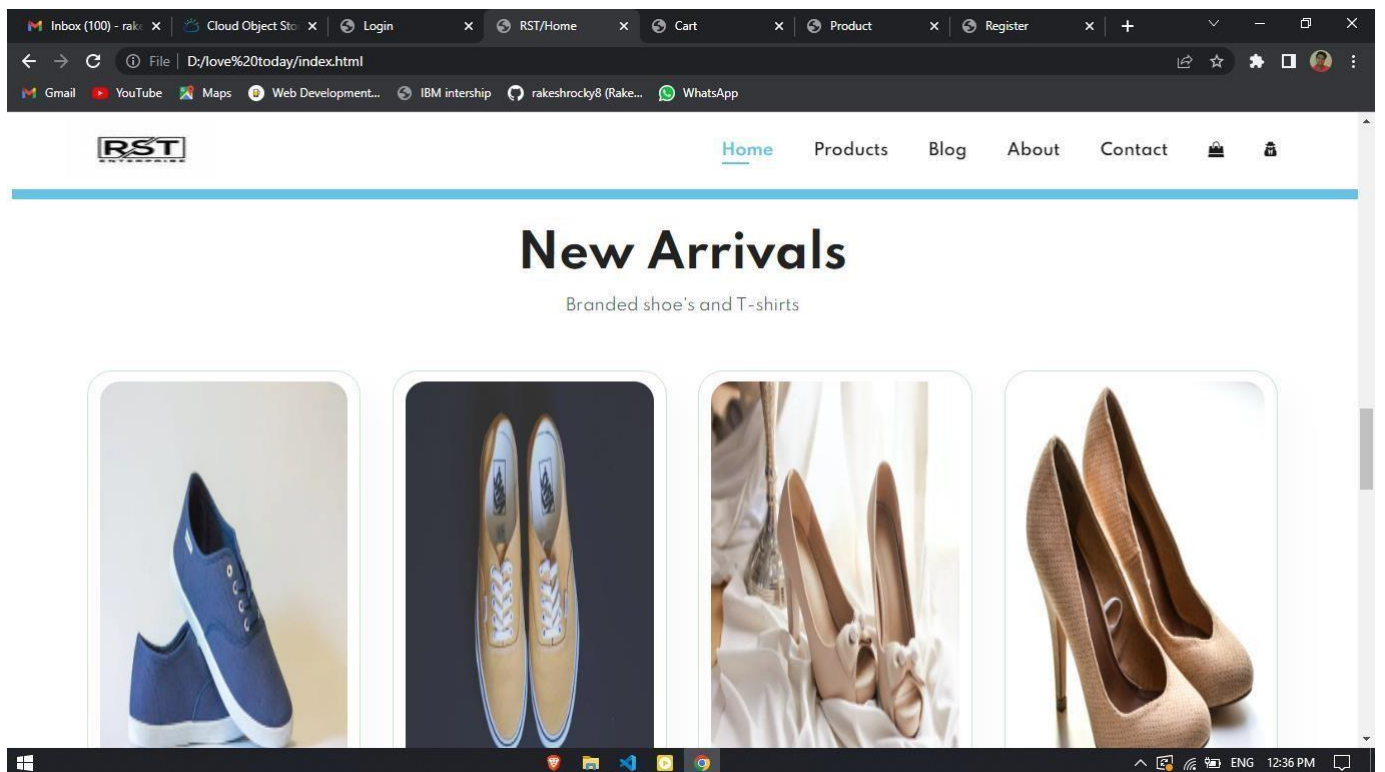 Inbox (100) - rake
Cloud Object Sto
Login
RST/Home
Cart
Product
Register
File
D:/love%20today/index.html
Gmail
YouTube
Maps
Web Development...
IBM intership
rakeshrocky8 (Rake...
WhatsApp
RST
ENTERPRISE
Home
Products
Blog
About
Contact
New Arrivals
Branded shoe's and T-shirts
ENG
12:36 PM